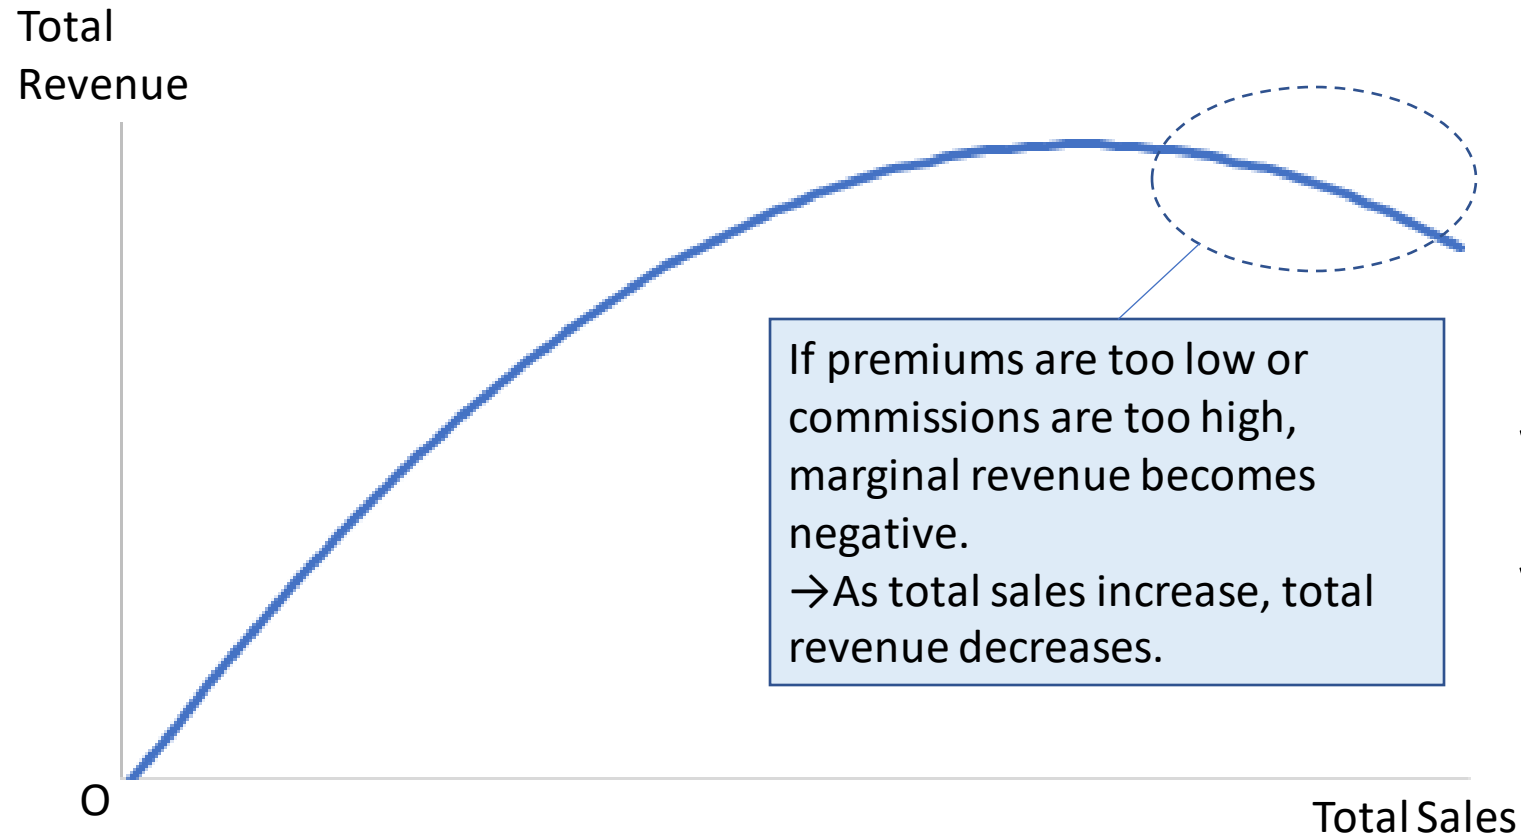 Total
Revenue
If premiums are too low or
commissions are too high,
marginal revenue becomes
negative.
→As total sales increase, total
revenue decreases.
O
Total Sales